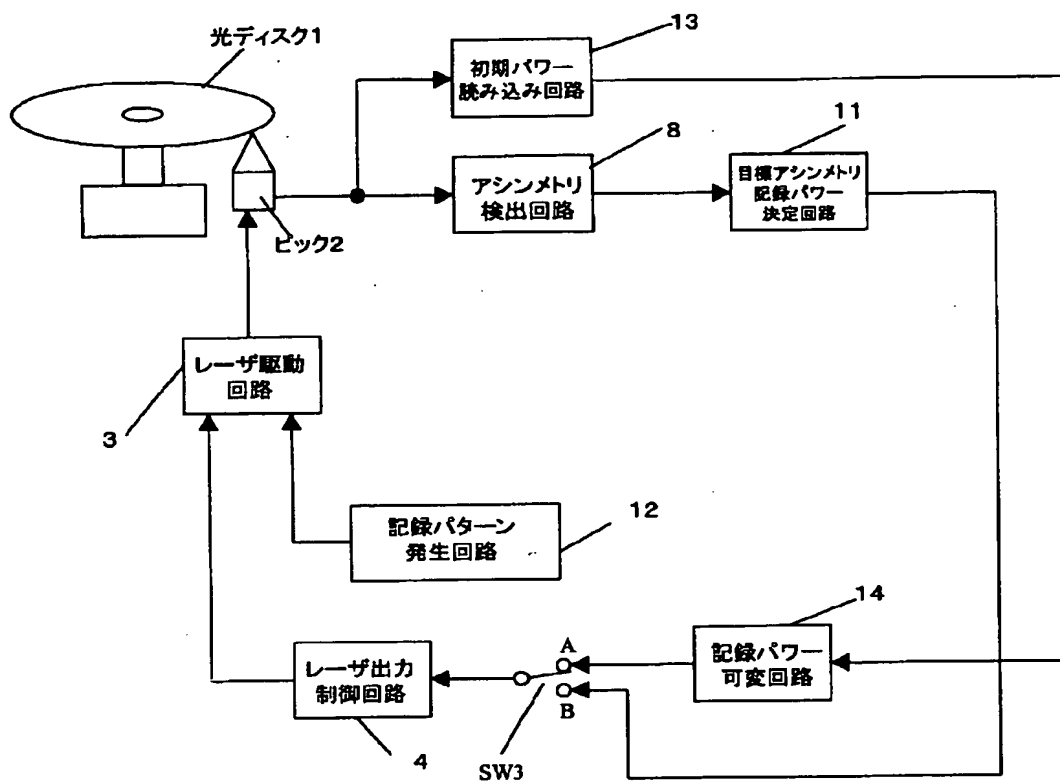 光ディスク1
13
初期パワー
読み込み回路
8
11
アシンメトリ
検出回路
目標アシンメトリ
記録パワー
決定回路
ピック2
レーザ駆動
回路
3
記録パターン
発生回路
12
14
A
記録パワー
可変回路
レーザ出力
制御回路
B
4
SW3